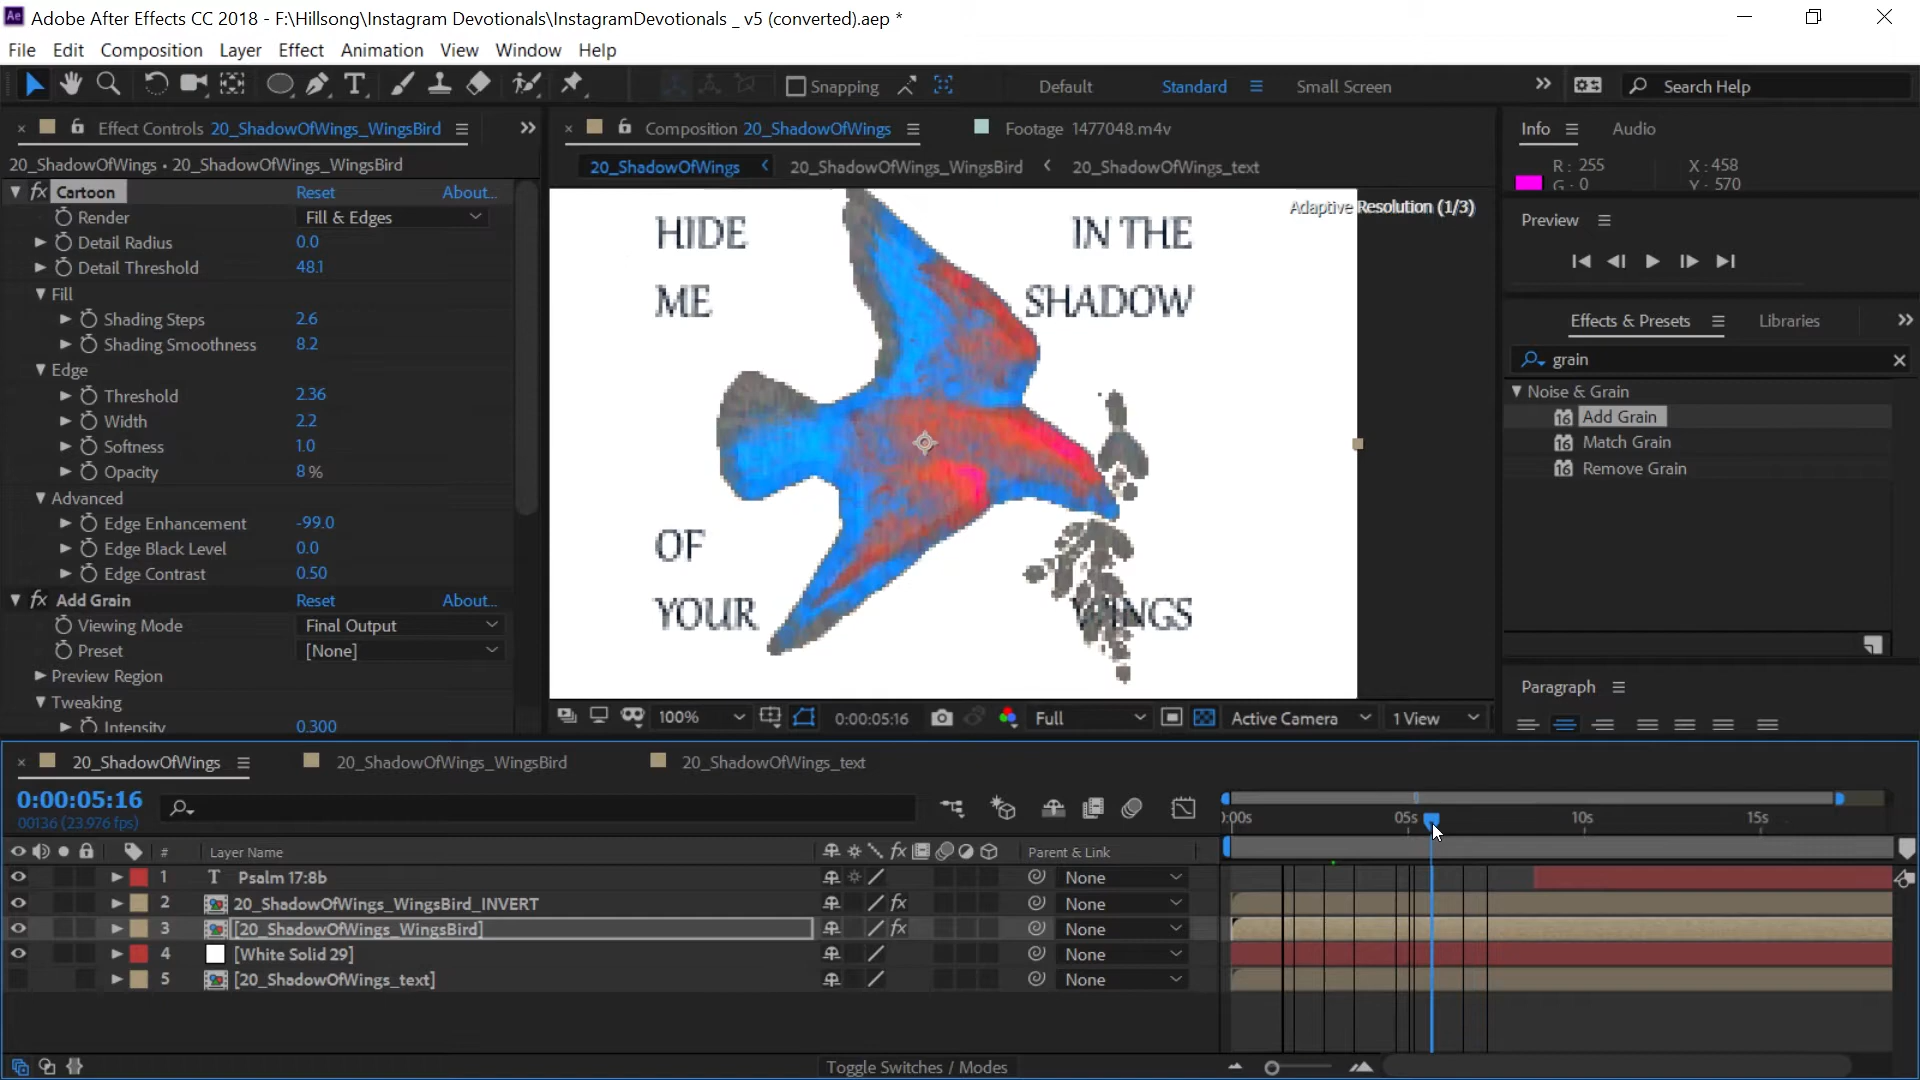 Adobe After Effects CC 2018 - F:\Hillsong\Instagram Devotionals\InstagramDevotionals _ v5 (converted).aep *
File Edit Composition Layer Effect Animation View Window Help
Snapping Default Standard Small Screen Search Help
Effect Controls 20_ShadowOfWings_WingsBird
20_ShadowOfWings • 20_ShadowOfWings_WingsBird
fx Cartoon Reset About...
Render Fill & Edges
Detail Radius 0.0
Detail Threshold 48.1
Fill
Shading Steps 2.6
Shading Smoothness 8.2
Edge
Threshold 2.36
Width 2.2
Softness 1.0
Opacity 8 %
Advanced
Edge Enhancement -99.0
Edge Black Level 0.0
Edge Contrast 0.50
fx Add Grain Reset About...
Viewing Mode Final Output
Preset [None]
Preview Region
Tweaking
Intensity 0.300
Composition 20_ShadowOfWings
Footage 1477048.m4v
20_ShadowOfWings 20_ShadowOfWings_WingsBird 20_ShadowOfWings_text
Adaptive Resolution (1/3)
HIDE IN THE
ME SHADOW
OF
YOUR WINGS
100% 0:00:05:16 Full Active Camera 1 View
Info Audio
R: 255 X: 458
G: 0 Y: 570
Preview
Effects & Presets Libraries
grain
Noise & Grain
Add Grain
Match Grain
Remove Grain
Paragraph
20_ShadowOfWings 20_ShadowOfWings_WingsBird 20_ShadowOfWings_text
0:00:05:16
00136 (23.976 fps)
):00s 05s 10s 15s
# Layer Name fx Parent & Link
1 T Psalm 17:8b None
2 20_ShadowOfWings_WingsBird_INVERT fx None
3 [20_ShadowOfWings_WingsBird] fx None
4 [White Solid 29] None
5 [20_ShadowOfWings_text] None
Toggle Switches / Modes